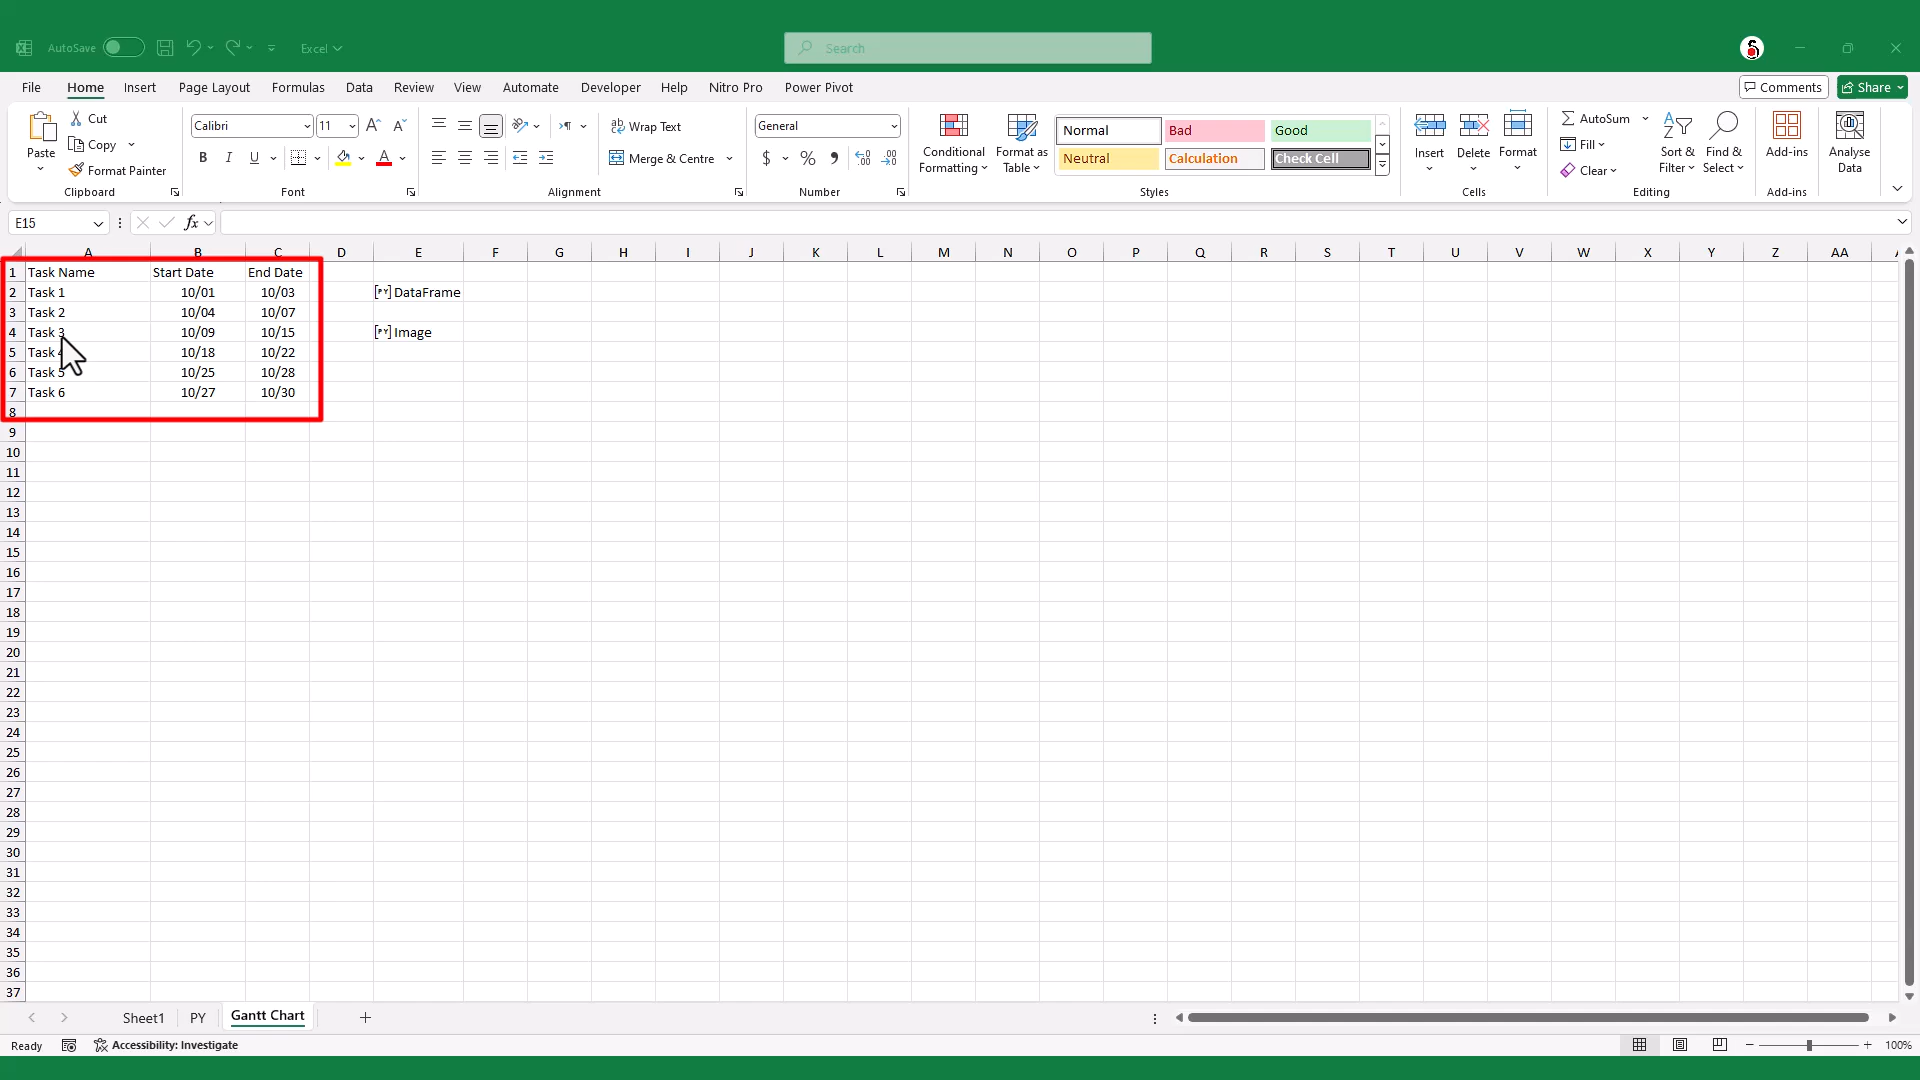 AutoSave
Excel
Search
File Home Insert Page Layout Formulas Data Review View Automate Developer Help Nitro Pro Power Pivot
Comments Share
Paste
Cut
Copy
Format Painter
Clipboard
Calibri 11
B I U
Font
Wrap Text
Merge & Centre
Alignment
General
$ %
Number
Conditional Formatting
Format as Table
Normal Bad Good
Neutral Calculation Check Cell
Styles
Insert Delete Format
Cells
AutoSum
Fill
Clear
Sort & Filter
Find & Select
Editing
Add-ins
Add-ins
Analyse Data
E15 fx
A B C D E F G H I J K L M N O P Q R S T U V W X Y Z AA
1 Task Name Start Date End Date
2 Task 1 10/01 10/03 DataFrame
3 Task 2 10/04 10/07
4 Task 3 10/09 10/15 Image
5 Task 10/18 10/22
6 Task 5 10/25 10/28
7 Task 6 10/27 10/30
8
9
10
11
12
13
14
15
16
17
18
19
20
21
22
23
24
25
26
27
28
29
30
31
32
33
34
35
36
37
Sheet1 PY Gantt Chart
Ready Accessibility: Investigate 100%